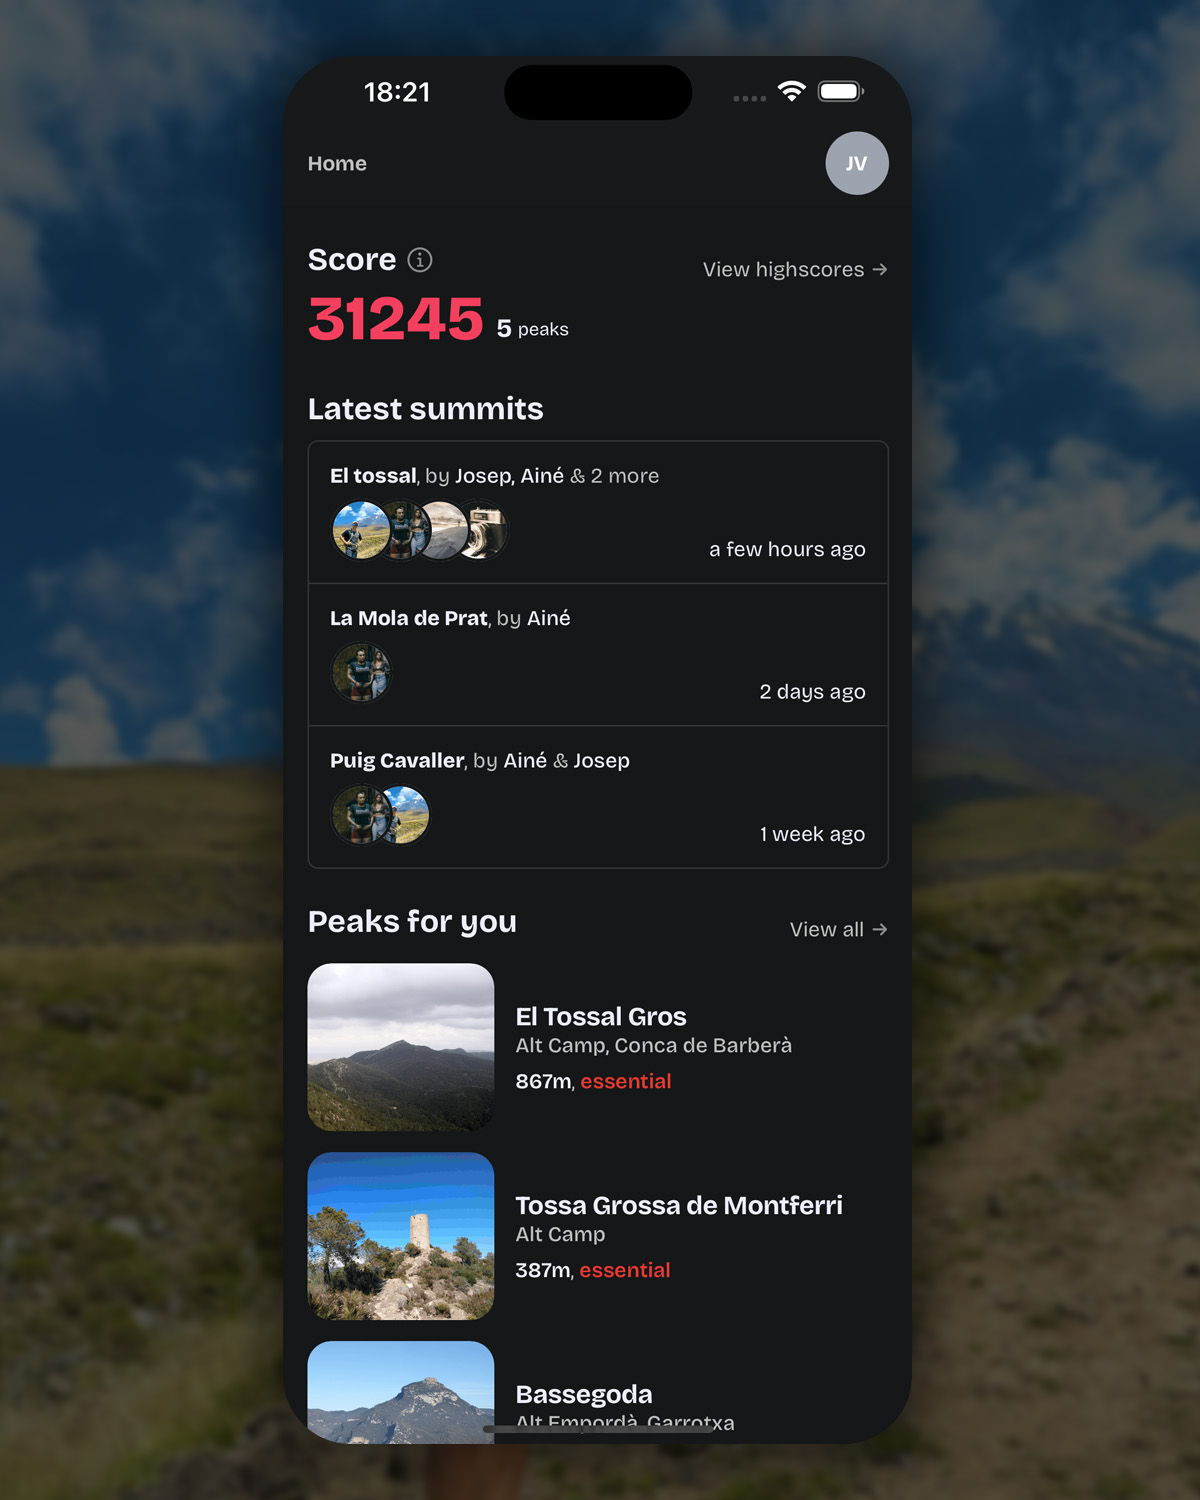 18:21
Home
JV
Score
View highscores →
31245 5 peaks
Latest summits
El tossal, by Josep, Ainé & 2 more
a few hours ago
La Mola de Prat, by Ainé
2 days ago
Puig Cavaller, by Ainé & Josep
1 week ago
Peaks for you
View all →
El Tossal Gros
Alt Camp, Conca de Barberà
867m, essential
Tossa Grossa de Montferri
Alt Camp
387m, essential
Bassegoda
Alt Empordà, Garrotxa